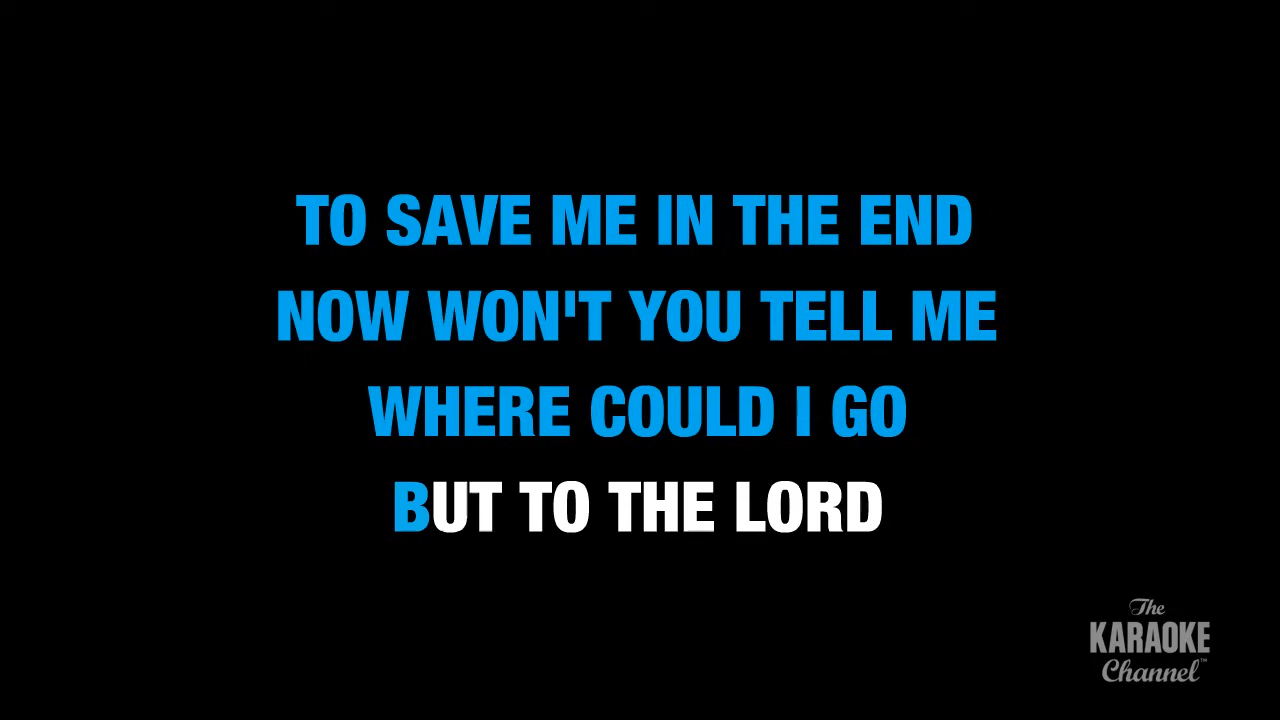 TO SAVE ME IN THE END
NOW WON'T YOU TELL ME
WHERE COULD I GO
BUT TO THE LORD
The
KARAOKE
Channel™